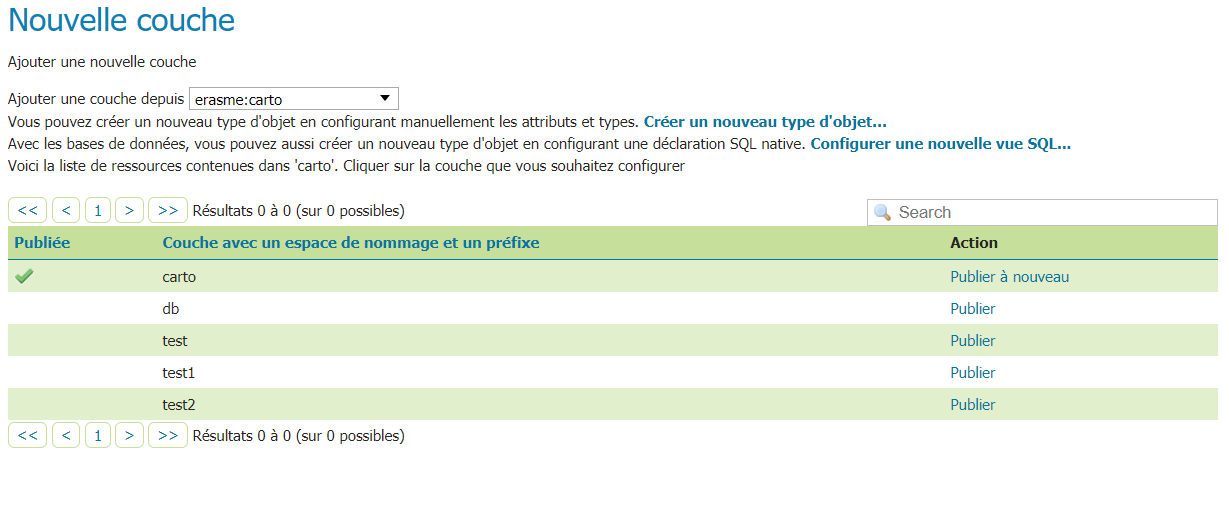 Nouvelle couche
Ajouter une nouvelle couche
Ajouter une couche depuis erasme:carto
Vous pouvez créer un nouveau type d'objet en configurant manuellement les attributs et types. Créer un nouveau type d'objet...
Avec les bases de données, vous pouvez aussi créer un nouveau type d'objet en configurant une déclaration SQL native. Configurer une nouvelle vue SQL...
Voici la liste de ressources contenues dans 'carto'. Cliquer sur la couche que vous souhaitez configurer
<< < 1 > >> Résultats 0 à 0 (sur 0 possibles) Search
Publiée Couche avec un espace de nommage et un préfixe Action
carto Publier à nouveau
db Publier
test Publier
test1 Publier
test2 Publier
<< < 1 > >> Résultats 0 à 0 (sur 0 possibles)